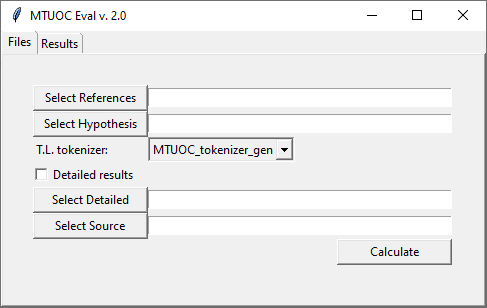 MTUOC Eval v. 2.0
Files Results
Select References
Select Hypothesis
T.L. tokenizer: MTUOC_tokenizer_gen
Detailed results
Select Detailed
Select Source
Calculate